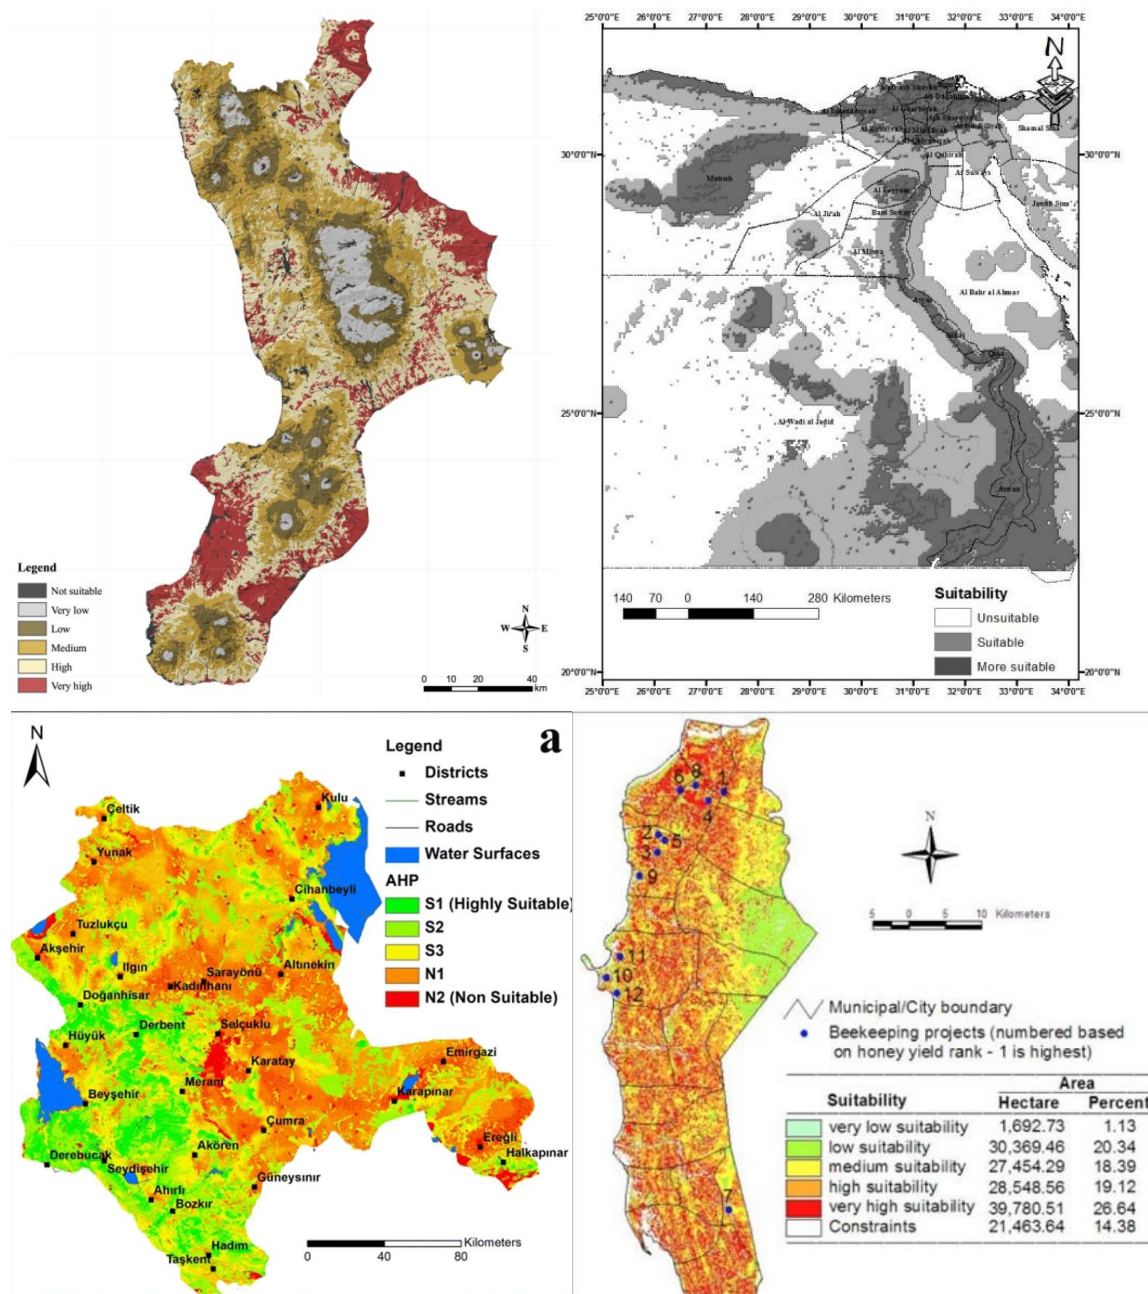 Legend
Not suitable
Very low
Low
Medium
High
Very high
N
W E
S
0 10 20 40
km
25°0'0"E 26°0'0"E 27°0'0"E 28°0'0"E 29°0'0"E 30°0'0"E 31°0'0"E 32°0'0"E 33°0'0"E 34°0'0"E
N
30°0'0"N 30°0'0"N
Matruh
Al Qahirah
As Suways
Shamal Sina'
Janub Sina'
Al Fayyum
Bani Suwayf
Al Jizah
Al Minya
Al Bahr al Ahmar
Asyut
Suhaj
Qina
25°0'0"N 25°0'0"N
Al Wadi al Jadid
Aswan
140 70 0 140 280 Kilometers
Suitability
Unsuitable
Suitable
More suitable
20°0'0"N 20°0'0"N
25°0'0"E 26°0'0"E 27°0'0"E 28°0'0"E 29°0'0"E 30°0'0"E 31°0'0"E 32°0'0"E 33°0'0"E 34°0'0"E
N
a
Legend
Districts
Streams
Roads
Water Surfaces
AHP
S1 (Highly Suitable)
S2
S3
N1
N2 (Non Suitable)
Çeltik
Kulu
Yunak
Cihanbeyli
Tuzlukçu
Akşehir
Ilgın
Sarayönü
Altınekin
Kadınhanı
Doğanhisar
Derbent
Selçuklu
Hüyük
Karatay
Emirgazi
Meram
Beyşehir
Karapınar
Çumra
Akören
Ereğli
Halkapınar
Derebucak
Seydişehir
Güneysınır
Ahırlı
Bozkır
Hadım
Taşkent
Kilometers
0 40 80
6 8 1
4
2 5
3
9
11
10
12
7
N
5 0 5 10 Kilometers
Municipal/City boundary
Beekeeping projects (numbered based
on honey yield rank - 1 is highest)
Area
Suitability Hectare Percent
very low suitability 1,692.73 1.13
low suitability 30,369.46 20.34
medium suitability 27,454.29 18.39
high suitability 28,548.56 19.12
very high suitability 39,780.51 26.64
Constraints 21,463.64 14.38